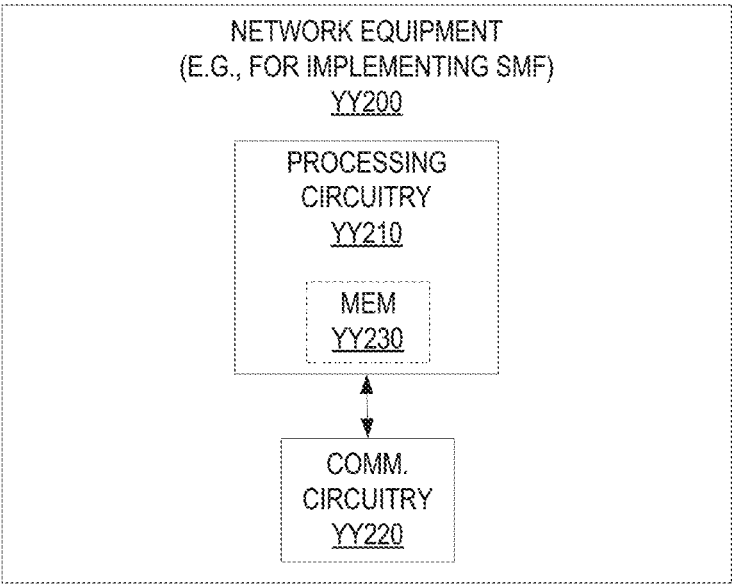 NETWORK EQUIPMENT
(E.G., FOR IMPLEMENTING SMF)
YY200
PROCESSING
CIRCUITRY
YY210
MEM
YY230
COMM.
CIRCUITRY
YY220